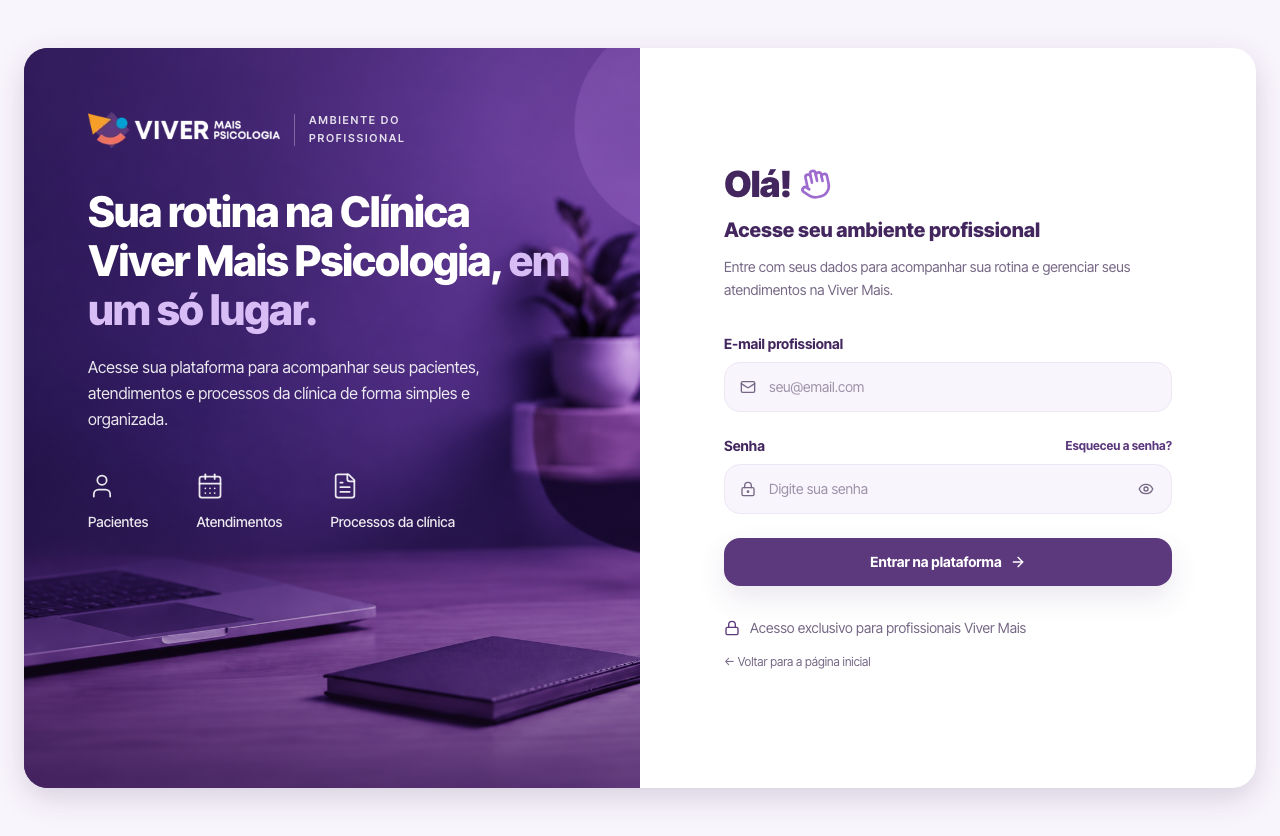 VIVER MAIS PSICOLOGIA
AMBIENTE DO
PROFISSIONAL
Sua rotina na Clínica
Viver Mais Psicologia, em
um só lugar.
Acesse sua plataforma para acompanhar seus pacientes,
atendimentos e processos da clínica de forma simples e
organizada.
Pacientes
Atendimentos
Processos da clínica
Olá!
Acesse seu ambiente profissional
Entre com seus dados para acompanhar sua rotina e gerenciar seus
atendimentos na Viver Mais.
E-mail profissional
seu@email.com
Senha
Esqueceu a senha?
Digite sua senha
Entrar na plataforma →
Acesso exclusivo para profissionais Viver Mais
← Voltar para a página inicial